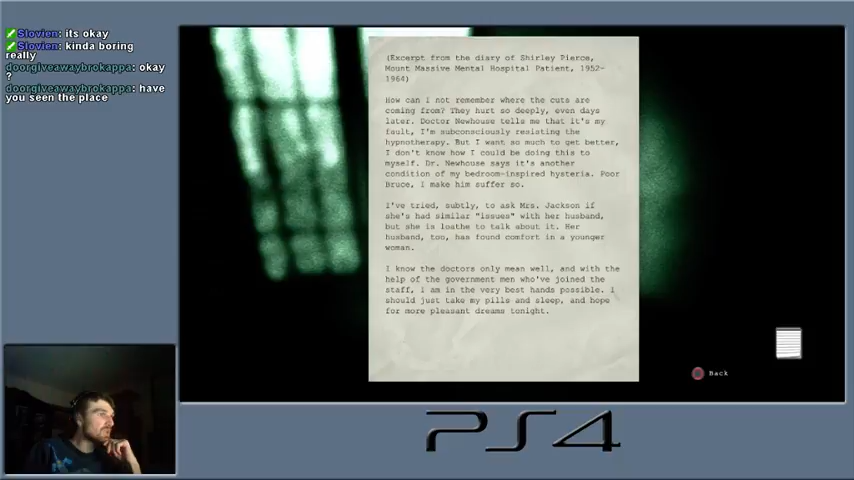 Slovien: its okay
Slovien: kinda boring
really
doorgiveawaybrokappa: okay
?
doorgiveawaybrokappa: have
you seen the place
(Excerpt from the diary of Shirley Pierce,
Mount Massive Mental Hospital Patient, 1952-
1964)
How can I not remember where the cuts are
coming from? They hurt so deeply, even days
later. Doctor Newhouse tells me that it's my
fault, I'm subconsciously resisting the
hypnotherapy. But I want so much to get better,
I don't know how I could be doing this to
myself. Dr. Newhouse says it's another
condition of my bedroom-inspired hysteria. Poor
Bruce, I make him suffer so.
I've tried, subtly, to ask Mrs. Jackson if
she's had similar "issues" with her husband,
but she is loathe to talk about it. Her
husband, too, has found comfort in a younger
woman.
I know the doctors only mean well, and with the
help of the government men who've joined the
staff, i am in the very best hands possible. I
should just take my pills and sleep, and hope
for more pleasant dreams tonight.
Back
PS4